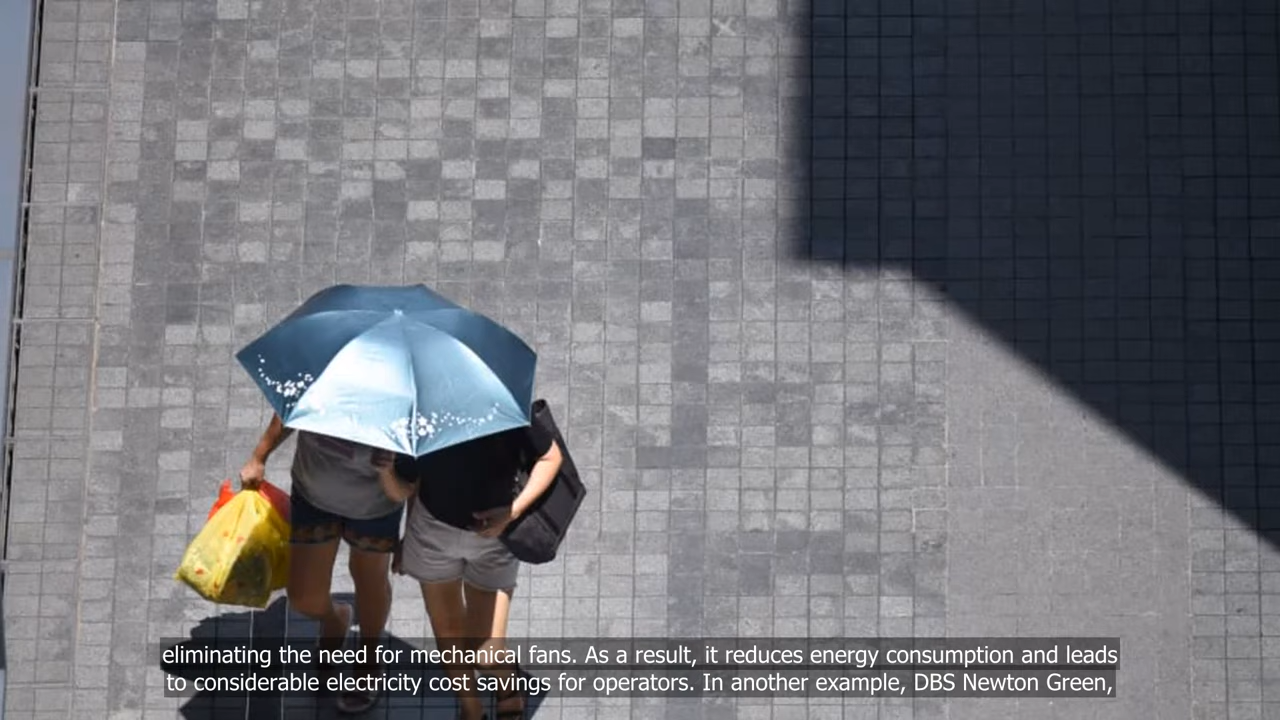 eliminating the need for mechanical fans. As a result, it reduces energy consumption and leads
to considerable electricity cost savings for operators. In another example, DBS Newton Green,